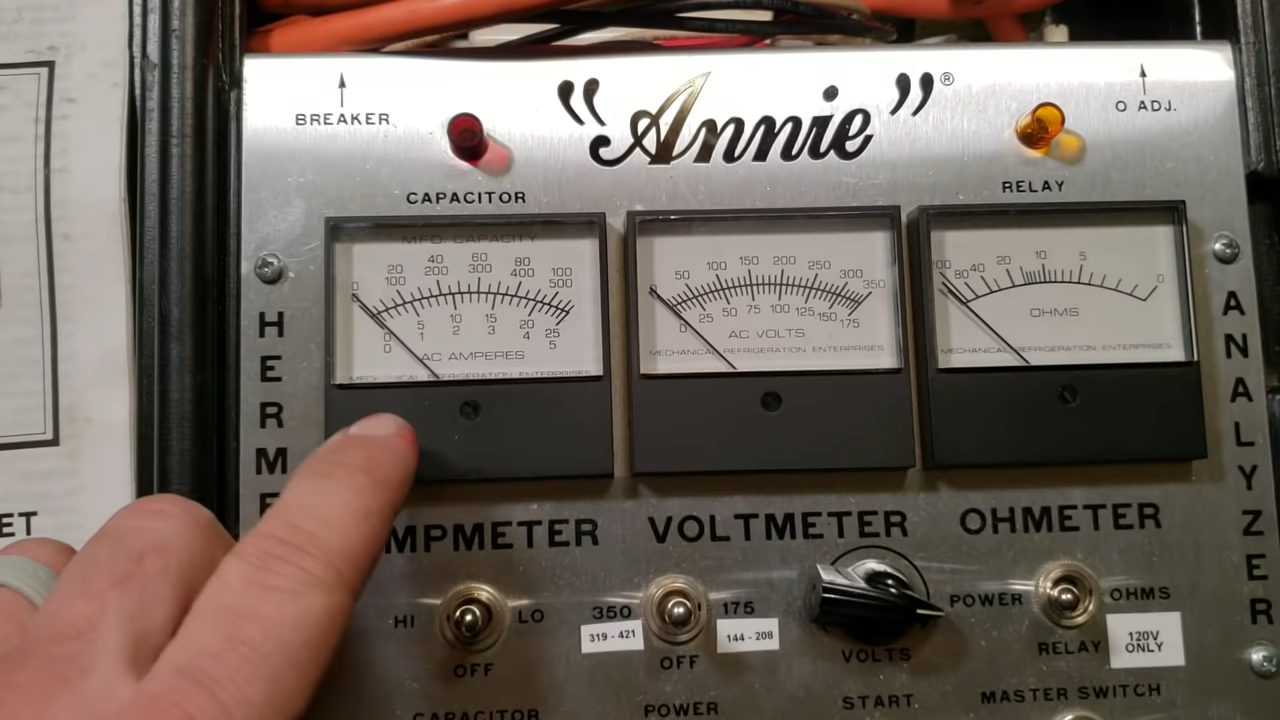 BREAKER
"Annie" ®
O ADJ.
CAPACITOR
RELAY
MFD. CAPACITY
20 40 60 80 100
0 100 200 300 400 500
0 5 10 15 20 25
0 1 2 3 4 5
AC AMPERES
MECHANICAL REFRIGERATION ENTERPRISES
0 50 100 150 200 250 300 350
0 25 50 75 100 125 150 175
AC VOLTS
MECHANICAL REFRIGERATION ENTERPRISES
80 40 20 10 5 0
OHMS
MECHANICAL REFRIGERATION ENTERPRISES
HERME
ANALYZER
MPMETER
VOLTMETER
OHMETER
HI LO
OFF
350 175
319 - 421
144 - 208
OFF
VOLTS
POWER OHMS
RELAY
120V
ONLY
CAPACITOR
POWER
START
MASTER SWITCH
ET